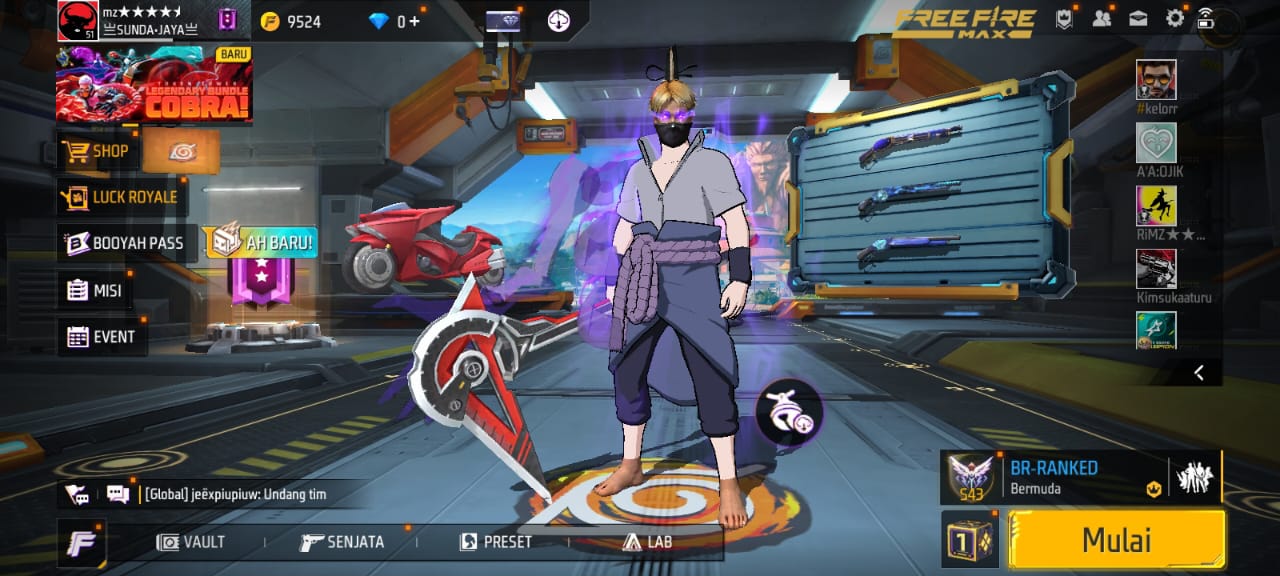 mz★★★★⯨
亗SUNDA•JAYA亗
51
9524
0+
FREE FIRE
MAX
BARU
LEGENDARY BUNDLE
COBRA!
SHOP
LUCK ROYALE
BOOYAH PASS
AH BARU!
MISI
EVENT
#kelorr
A'A:OJIK
RiMZ★★...
Kimsukaaturu
[Global] jeëxpiupiuw: Undang tim
VAULT
SENJATA
PRESET
LAB
S43
BR-RANKED
Bermuda
1
Mulai